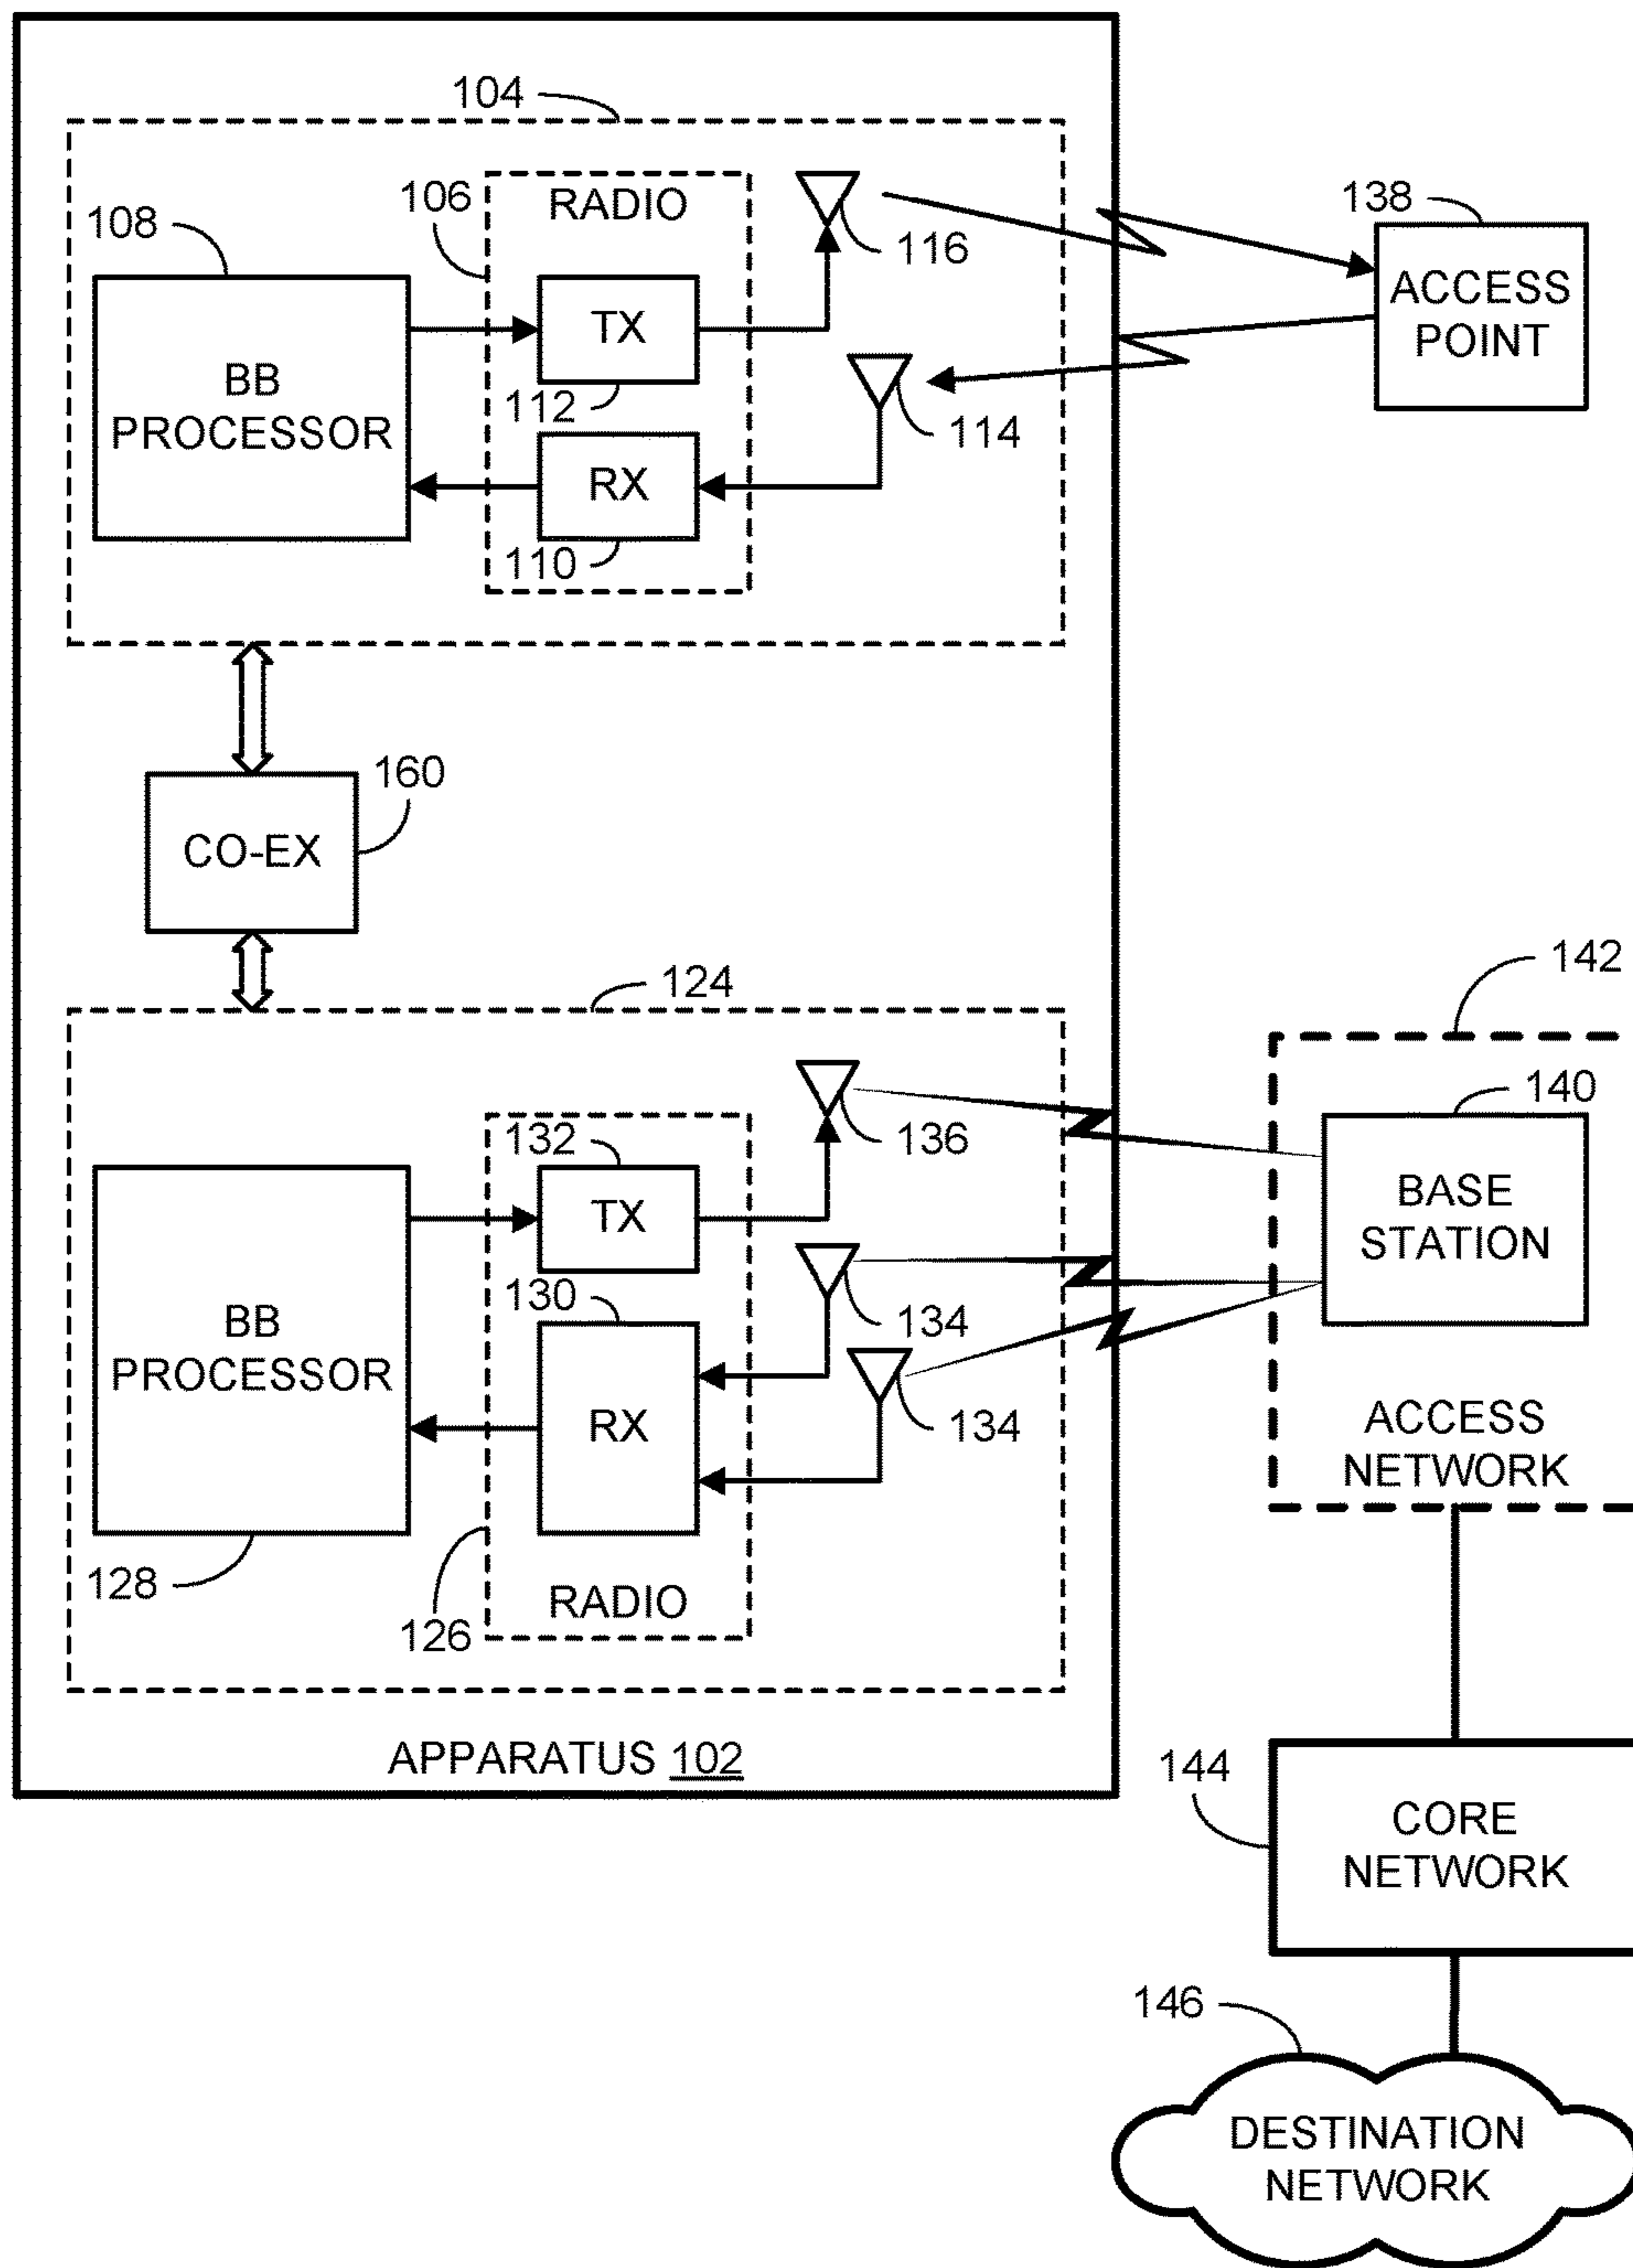 104
106
RADIO
108
116
138
ACCESS
POINT
TX
BB
PROCESSOR
112
114
RX
110
160
CO-EX
142
124
140
132
136
TX
BASE
STATION
130
134
BB
PROCESSOR
RX
134
ACCESS
NETWORK
128
RADIO
126
APPARATUS 102
144
CORE
NETWORK
146
DESTINATION
NETWORK